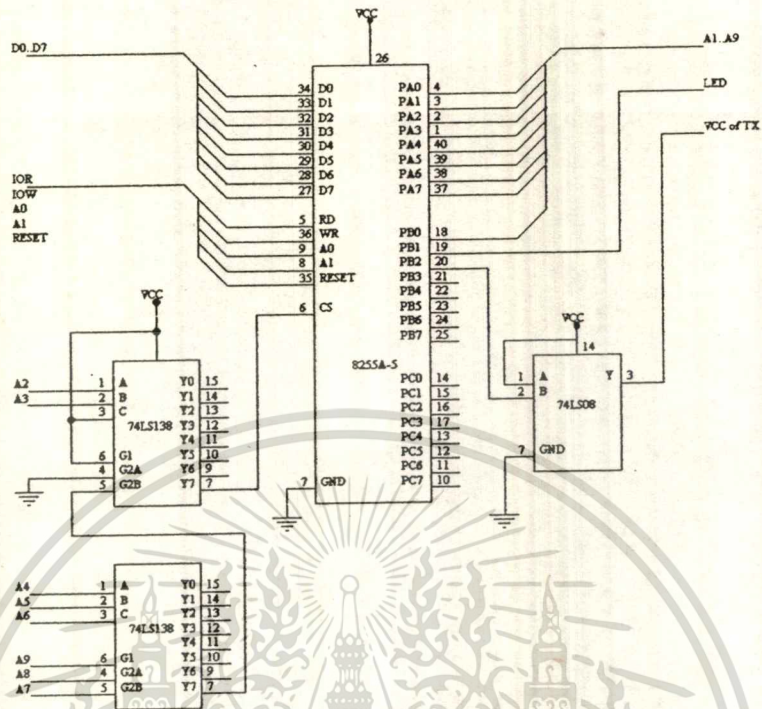 VCC
D0..D7
A1..A9
26
34 D0 PA0 4
33 D1 PA1 3
LED
32 D2 PA2 2
31 D3 PA3 1
30 D4 PA4 40
VCC of TX
29 D5 PA5 39
28 D6 PA6 38
27 D7 PA7 37
IOR
IOW
A0
A1
RESET
5 RD PB0 18
36 WR PB1 19
9 A0 PB2 20
8 A1 PB3 21
35 RESET PB4 22
PB5 23
6 CS PB6 24
PB7 25
VCC
VCC
8255A-5
14
A2 1 A Y0 15
A3 2 B Y1 14
3 C Y2 13
74LS138 Y3 12
Y4 11
6 G1 Y5 10
4 G2A Y6 9
5 G2B Y7 7
PC0 14
PC1 15
PC2 16
PC3 17
PC4 13
PC5 12
PC6 11
PC7 10
7 GND
1 A Y 3
2 B
74LS08
7 GND
A4 1 A Y0 15
A5 2 B Y1 14
A6 3 C Y2 13
74LS138 Y3 12
Y4 11
A9 6 G1 Y5 10
A8 4 G2A Y6 9
A7 5 G2B Y7 7